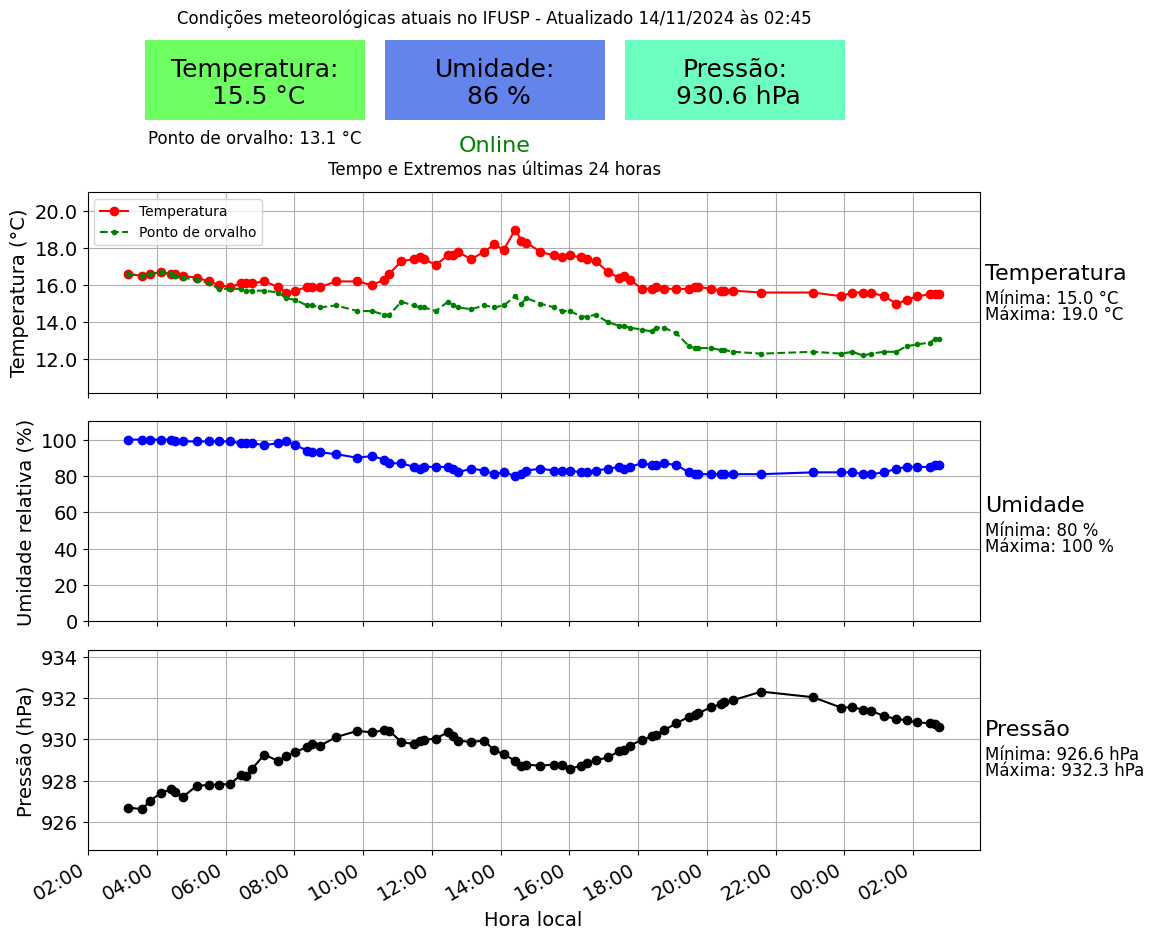 Condições meteorológicas atuais no IFUSP - Atualizado 14/11/2024 às 02:45
Temperatura:
15.5 °C
Umidade:
86 %
Pressão:
930.6 hPa
Ponto de orvalho: 13.1 °C
Online
Tempo e Extremos nas últimas 24 horas
Temperatura (°C)
20.0
18.0
16.0
14.0
12.0
Temperatura
Ponto de orvalho
Temperatura
Mínima: 15.0 °C
Máxima: 19.0 °C
Umidade relativa (%)
100
80
60
40
20
0
Umidade
Mínima: 80 %
Máxima: 100 %
Pressão (hPa)
934
932
930
928
926
Pressão
Mínima: 926.6 hPa
Máxima: 932.3 hPa
02:00 04:00 06:00 08:00 10:00 12:00 14:00 16:00 18:00 20:00 22:00 00:00 02:00
Hora local